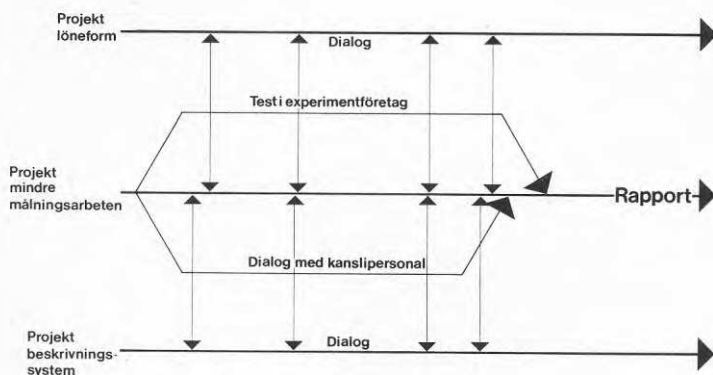 Projekt
löneform
Dialog
Test i experimentföretag
Projekt
mindre
målningsarbeten
Rapport
Dialog med kanslipersonal
Projekt
beskrivnings-
system
Dialog